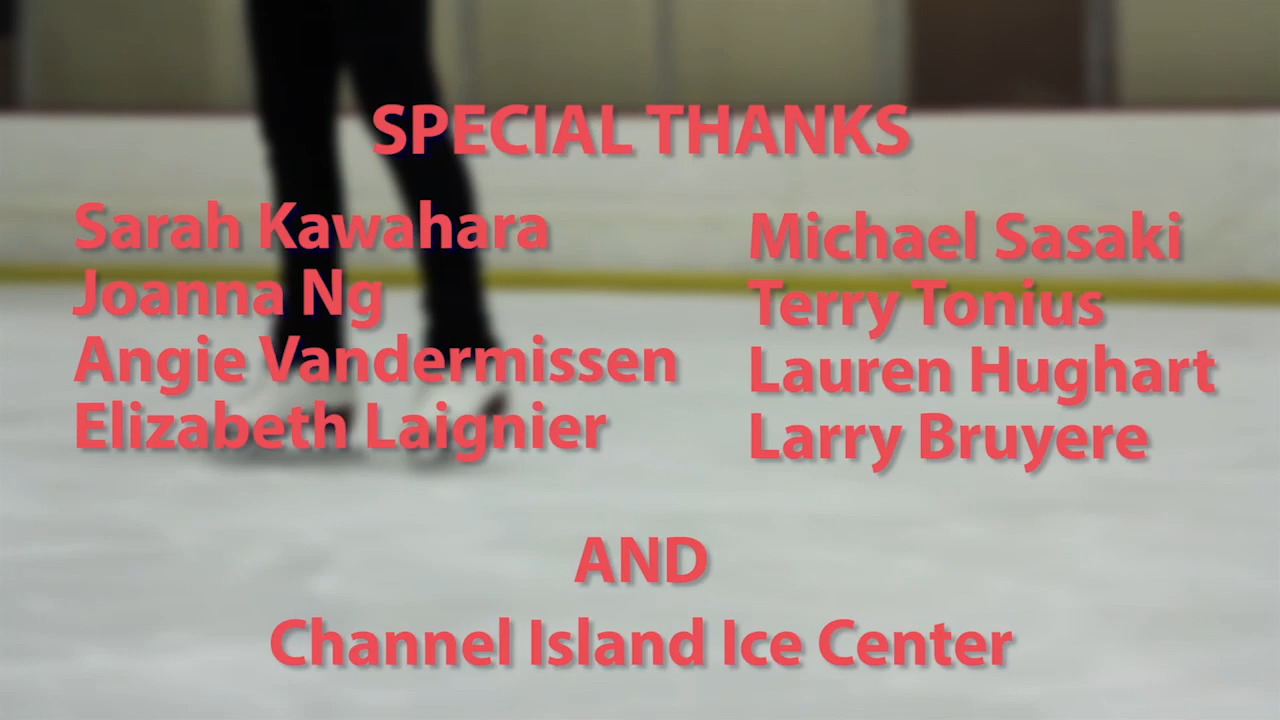 SPECIAL THANKS
Sarah Kawahara
Joanna Ng
Angie Vandermissen
Elizabeth Laignier
Michael Sasaki
Terry Tonius
Lauren Hughart
Larry Bruyere
AND
Channel Island Ice Center